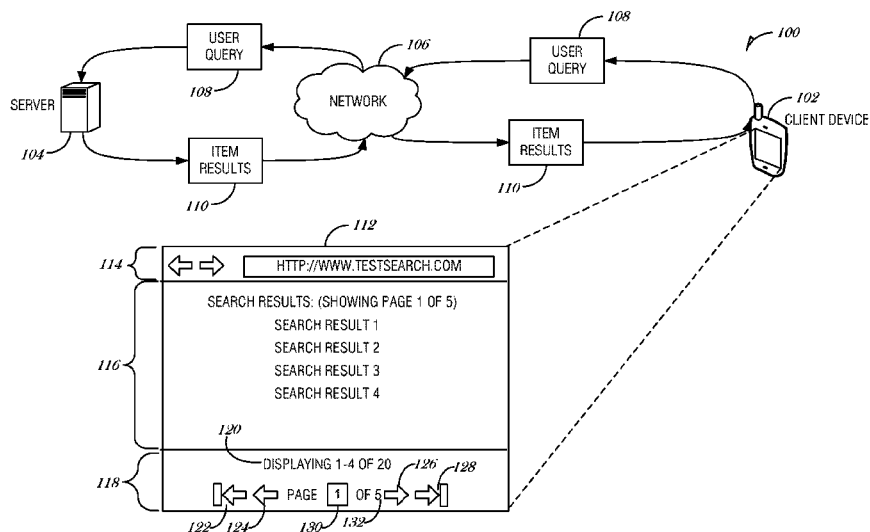 108
USER
QUERY
108
106
NETWORK
USER
QUERY
100
102
CLIENT DEVICE
SERVER
104
ITEM
RESULTS
110
ITEM
RESULTS
110
112
114
HTTP://WWW.TESTSEARCH.COM
SEARCH RESULTS: (SHOWING PAGE 1 OF 5)
SEARCH RESULT 1
SEARCH RESULT 2
SEARCH RESULT 3
SEARCH RESULT 4
116
120
DISPLAYING 1-4 OF 20
126
128
118
PAGE 1 OF 5
122
124
130
132